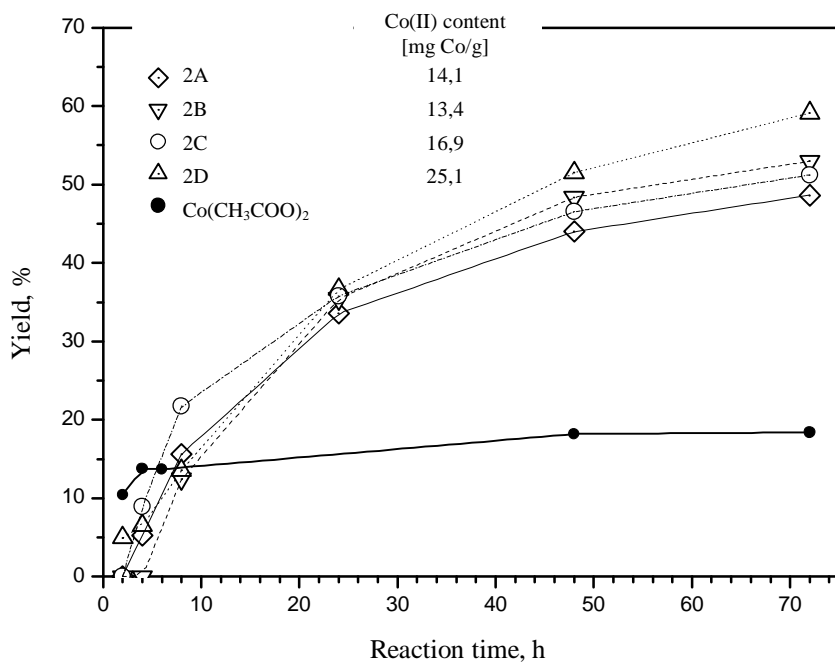 Co(II) content
[mg Co/g]
2A 14,1
2B 13,4
2C 16,9
2D 25,1
Co(CH₃COO)₂
70
60
50
40
30
20
10
0
Yield, %
0 10 20 30 40 50 60 70
Reaction time, h